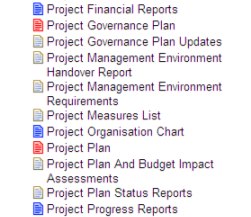 Project Financial Reports
Project Governance Plan
Project Governance Plan Updates
Project Management Environment
Handover Report
Project Management Environment
Requirements
Project Measures List
Project Organisation Chart
Project Plan
Project Plan And Budget Impact
Assessments
Project Plan Status Reports
Project Progress Reports